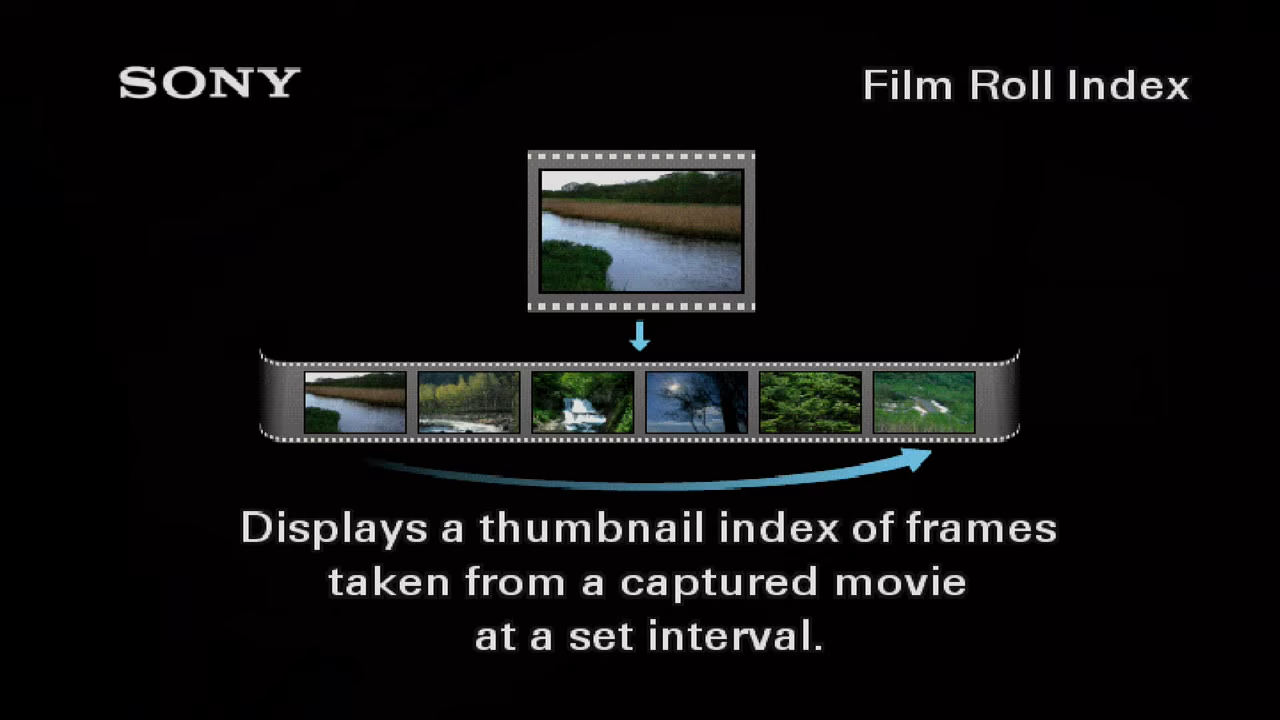 SONY
Film Roll Index
Displays a thumbnail index of frames
taken from a captured movie
at a set interval.